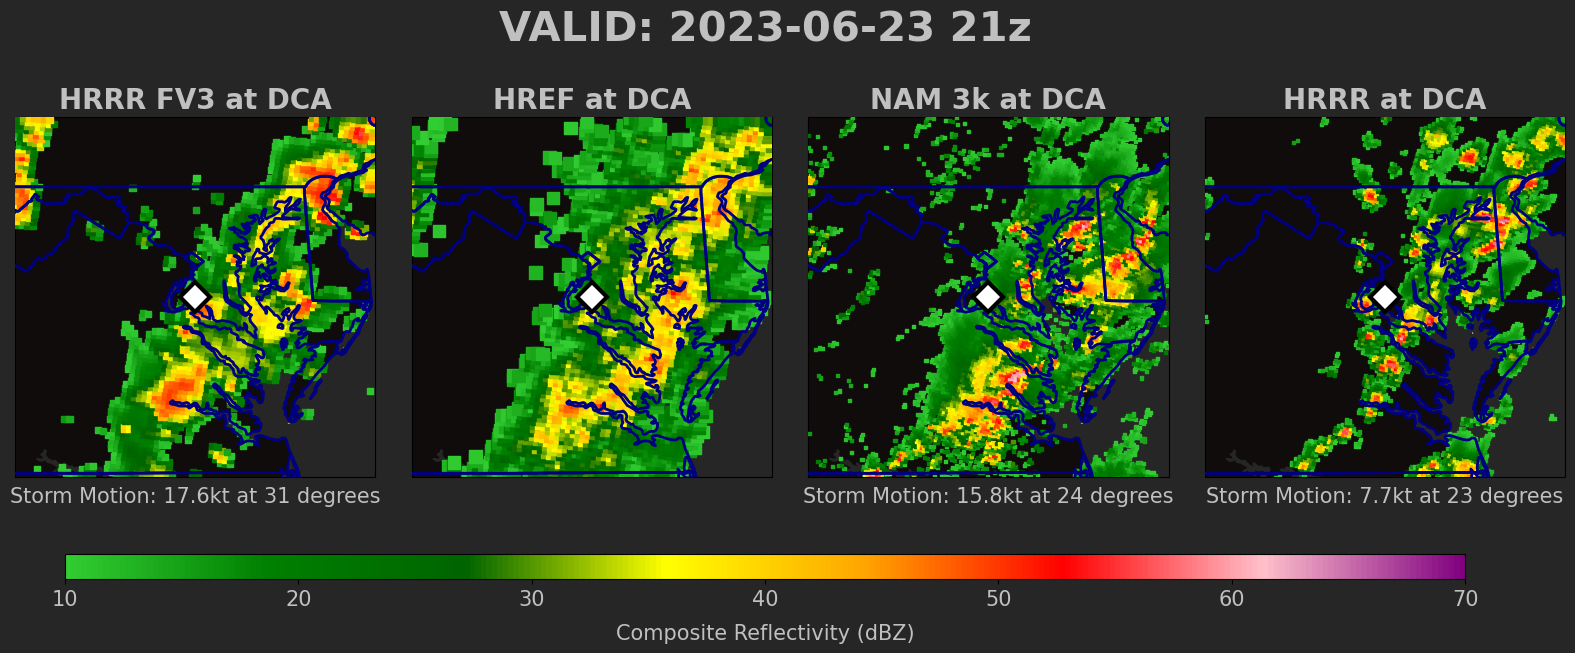 VALID: 2023-06-23 21z
HRRR FV3 at DCA
HREF at DCA
NAM 3k at DCA
HRRR at DCA
Storm Motion: 17.6kt at 31 degrees
Storm Motion: 15.8kt at 24 degrees
Storm Motion: 7.7kt at 23 degrees
10 20 30 40 50 60 70
Composite Reflectivity (dBZ)